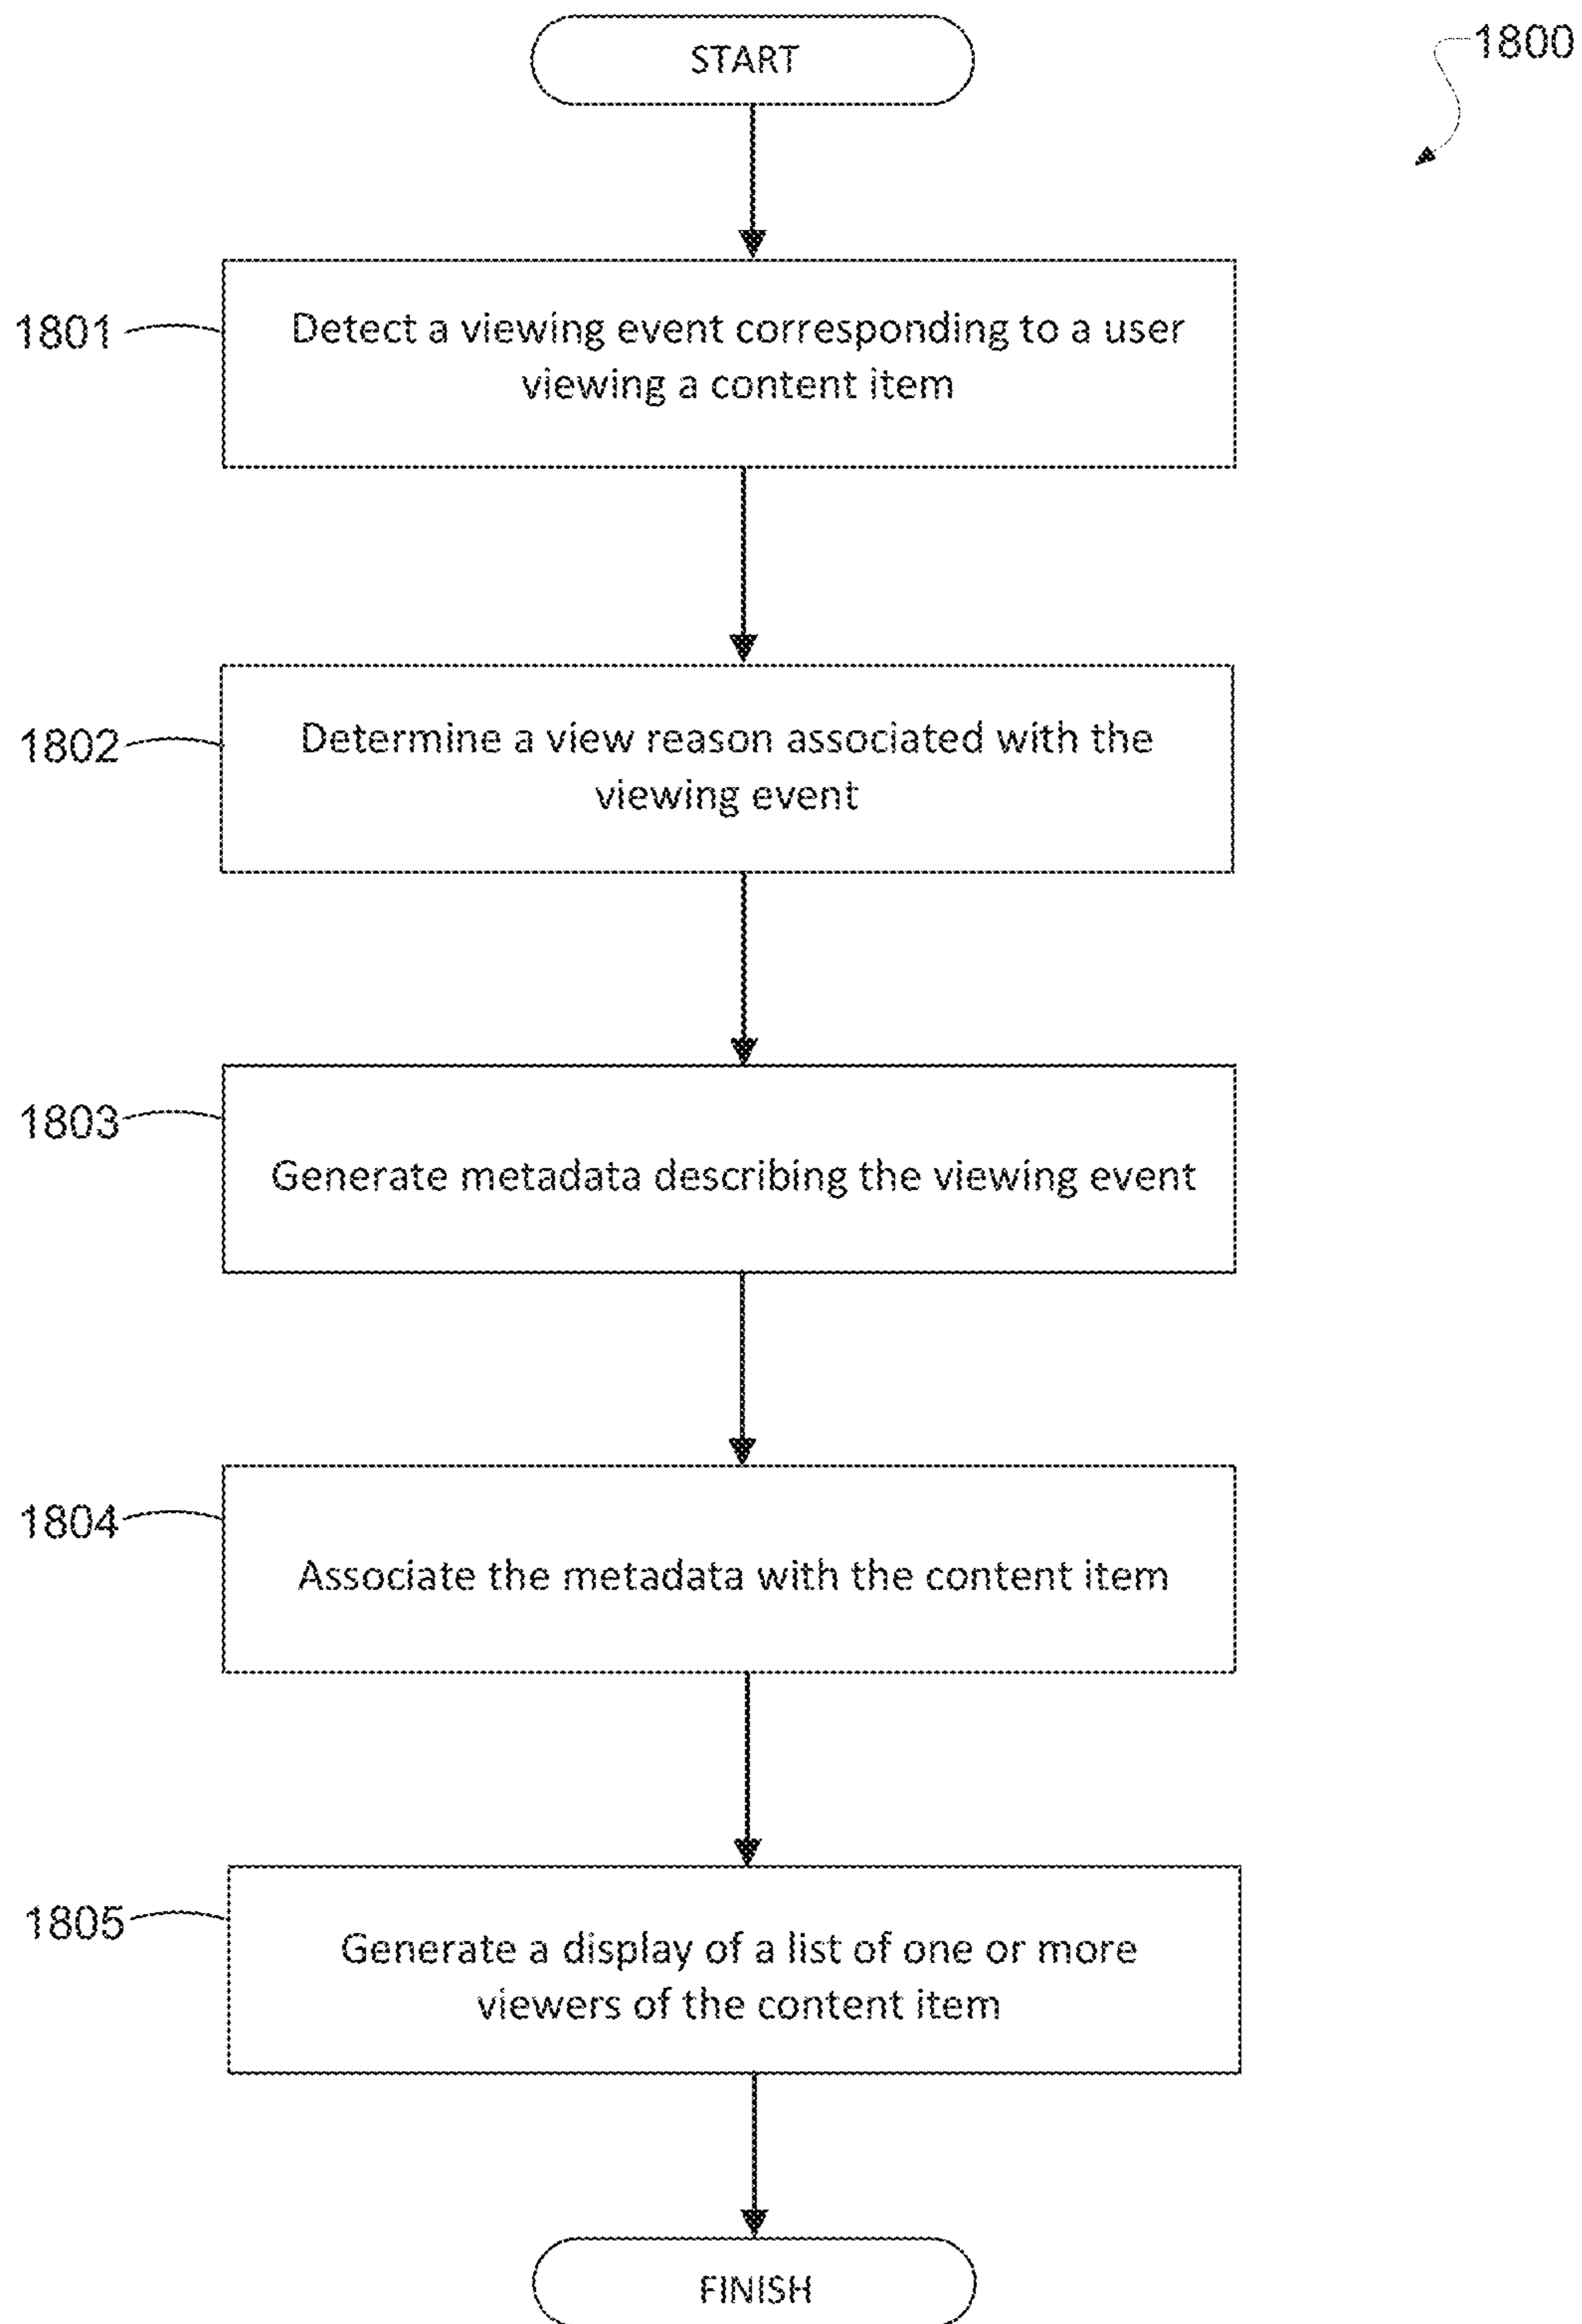 START
1800
1801
Detect a viewing event corresponding to a user
viewing a content item
1802
Determine a view reason associated with the
viewing event
1803
Generate metadata describing the viewing event
1804
Associate the metadata with the content item
1805
Generate a display of a list of one or more
viewers of the content item
FINISH